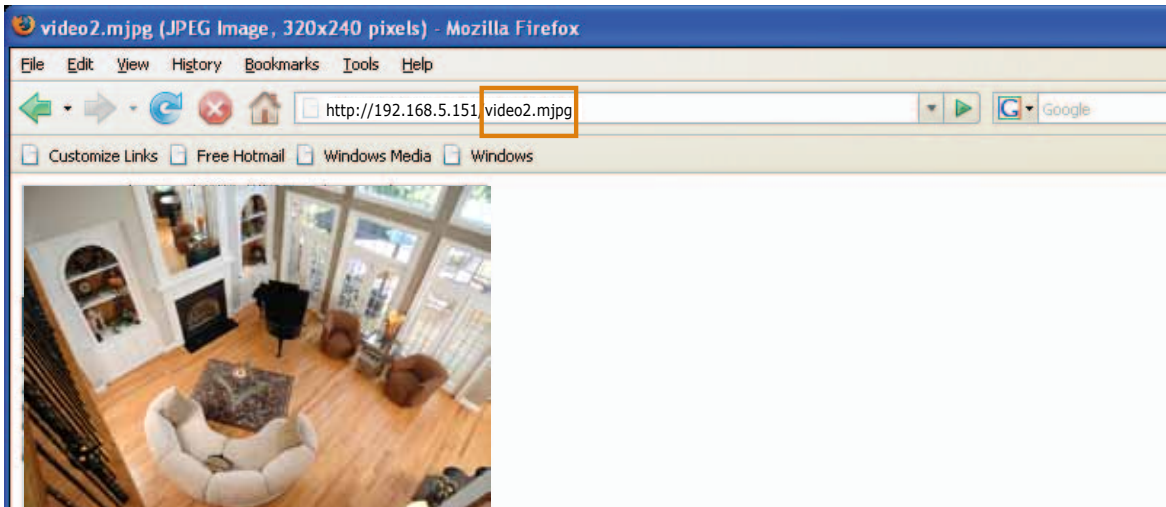 video2.mjpg (JPEG Image, 320x240 pixels) - Mozilla Firefox
File Edit View History Bookmarks Tools Help
http://192.168.5.151/video2.mjpg G Google
Customize Links Free Hotmail Windows Media Windows